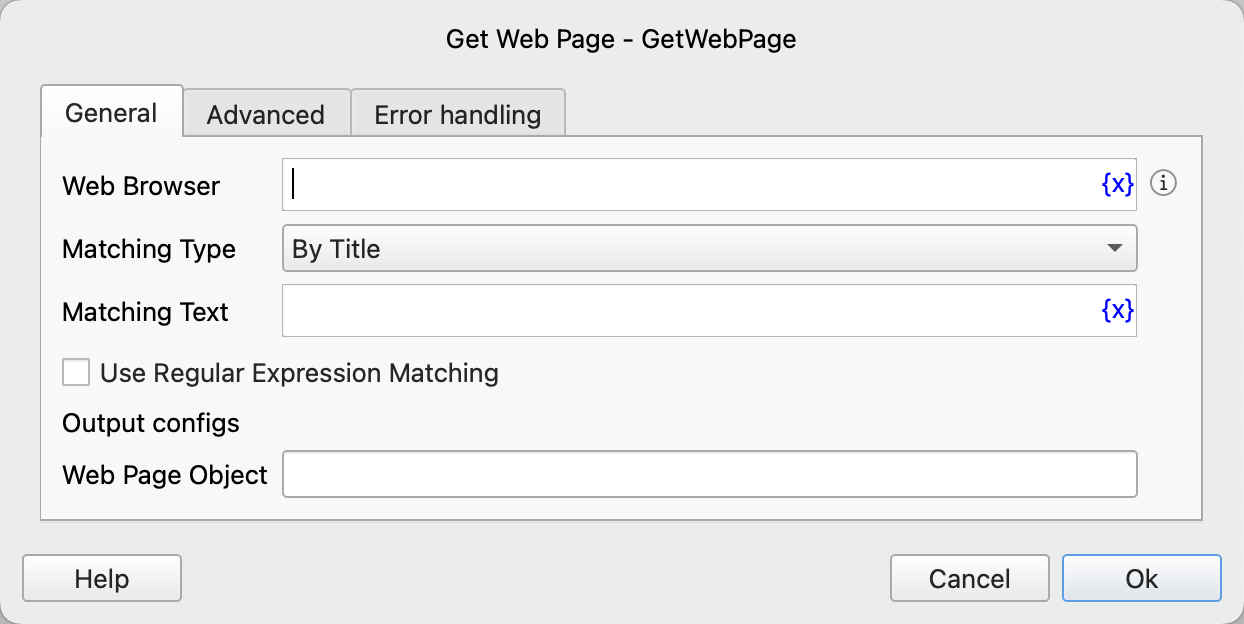 Get Web Page - GetWebPage
General
Advanced
Error handling
Web Browser
{x}
i
Matching Type
By Title
Matching Text
{x}
Use Regular Expression Matching
Output configs
Web Page Object
Help
Cancel
Ok